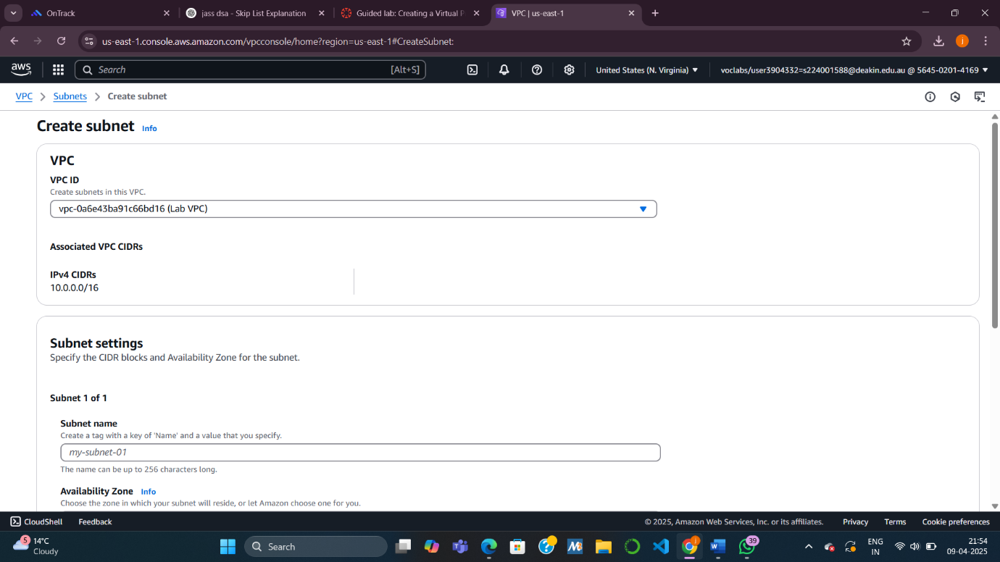 OnTrack
jass dsa - Skip List Explanation
Guided lab: Creating a Virtual P
VPC | us-east-1
us-east-1.console.aws.amazon.com/vpcconsole/home?region=us-east-1#CreateSubnet:
j
aws
Search
[Alt+S]
United States (N. Virginia)
voclabs/user3904332=s224001588@deakin.edu.au @ 5645-0201-4169
VPC
Subnets
Create subnet
Create subnet Info
VPC
VPC ID
Create subnets in this VPC.
vpc-0a6e43ba91c66bd16 (Lab VPC)
Associated VPC CIDRs
IPv4 CIDRs
10.0.0.0/16
Subnet settings
Specify the CIDR blocks and Availability Zone for the subnet.
Subnet 1 of 1
Subnet name
Create a tag with a key of 'Name' and a value that you specify.
my-subnet-01
The name can be up to 256 characters long.
Availability Zone Info
Choose the zone in which your subnet will reside, or let Amazon choose one for you.
CloudShell
Feedback
© 2025, Amazon Web Services, Inc. or its affiliates.
Privacy
Terms
Cookie preferences
5
14°C
Cloudy
Search
j
39
ENG
IN
21:54
09-04-2025